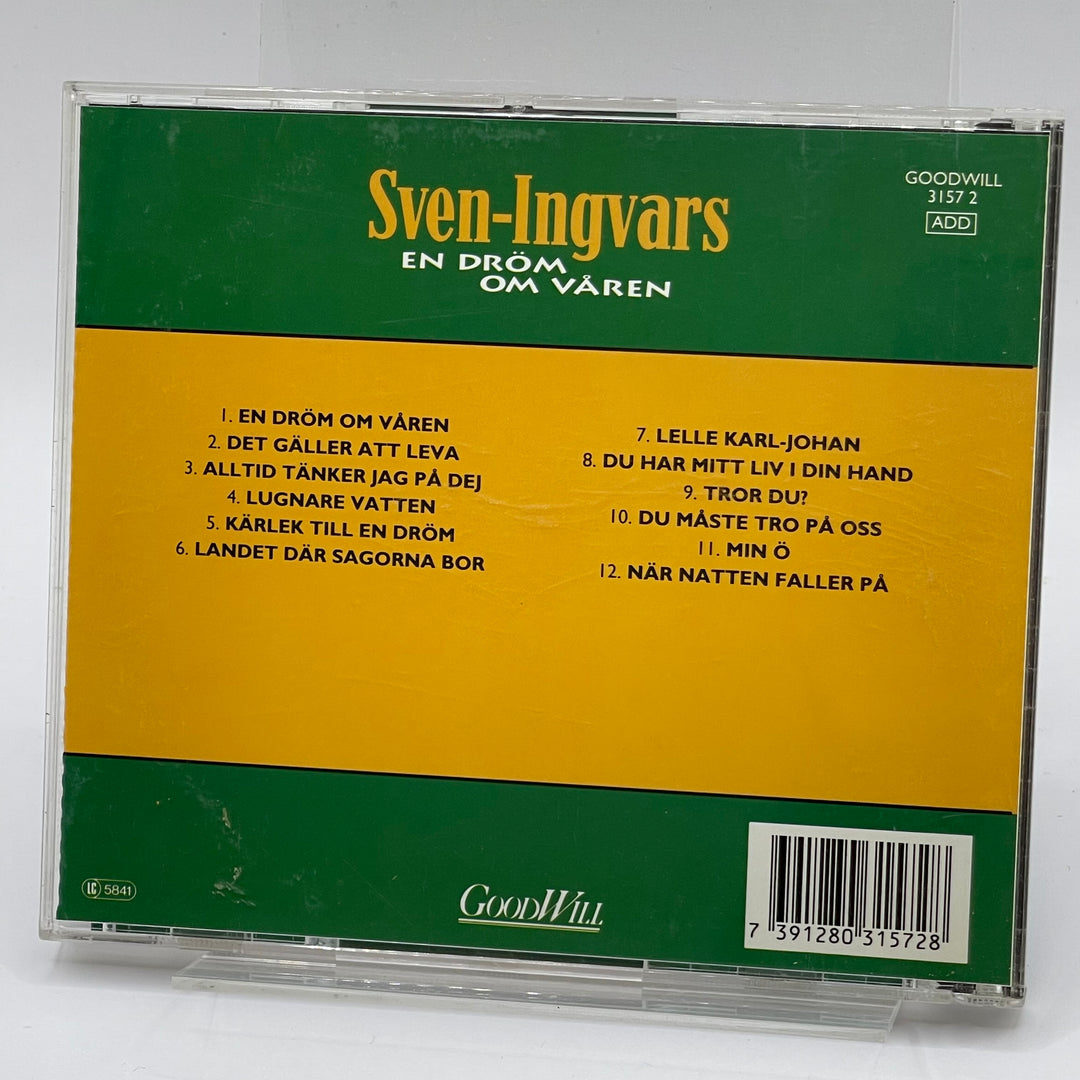 Sven-Ingvars
EN DRÖM
OM VÅREN
GOODWILL
3157 2
ADD
1. EN DRÖM OM VÅREN
2. DET GÄLLER ATT LEVA
3. ALLTID TÄNKER JAG PÅ DEJ
4. LUGNARE VATTEN
5. KÄRLEK TILL EN DRÖM
6. LANDET DÄR SAGORNA BOR
7. LELLE KARL-JOHAN
8. DU HAR MITT LIV I DIN HAND
9. TROR DU?
10. DU MÅSTE TRO PÅ OSS
11. MIN Ö
12. NÄR NATTEN FALLER PÅ
LC 5841
GOODWILL
7 391280 315728